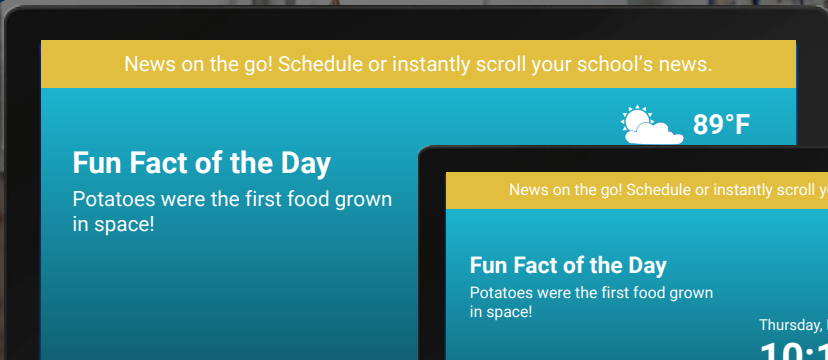 News on the go! Schedule or instantly scroll your school's news.
89°F
Fun Fact of the Day
Potatoes were the first food grown
in space!
News on the go! Schedule or instantly scroll
Fun Fact of the Day
Potatoes were the first food grown
in space!
Thursday,